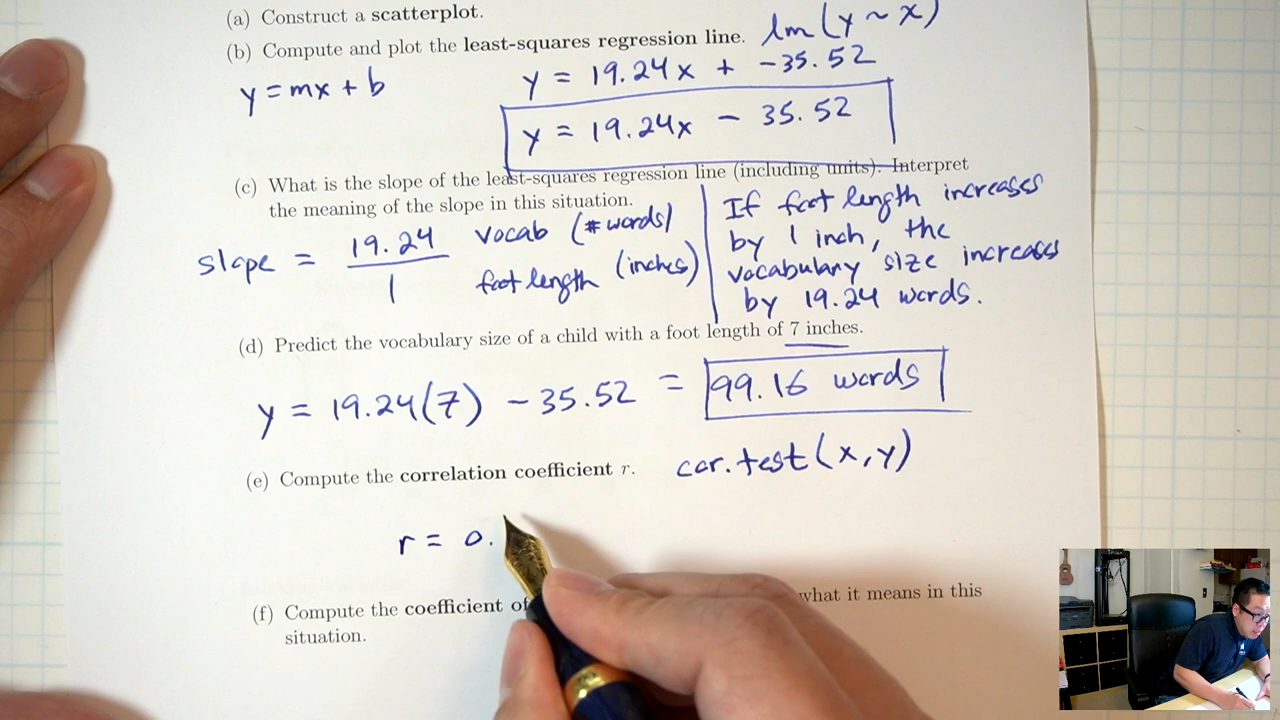 (a) Construct a scatterplot.
(b) Compute and plot the least-squares regression line. lm(y ~ x)
y = mx + b
y = 19.24x + -35.52
y = 19.24x - 35.52
(c) What is the slope of the least-squares regression line (including units). Interpret
the meaning of the slope in this situation.
slope = 19.24 / 1
vocab (# words)
foot length (inches)
If foot length increases
by 1 inch, the
vocabulary size increases
by 19.24 words.
(d) Predict the vocabulary size of a child with a foot length of 7 inches.
y = 19.24(7) - 35.52 = 99.16 words
(e) Compute the correlation coefficient r. cor.test(x,y)
r = 0.
(f) Compute the coefficient of what it means in this
situation.